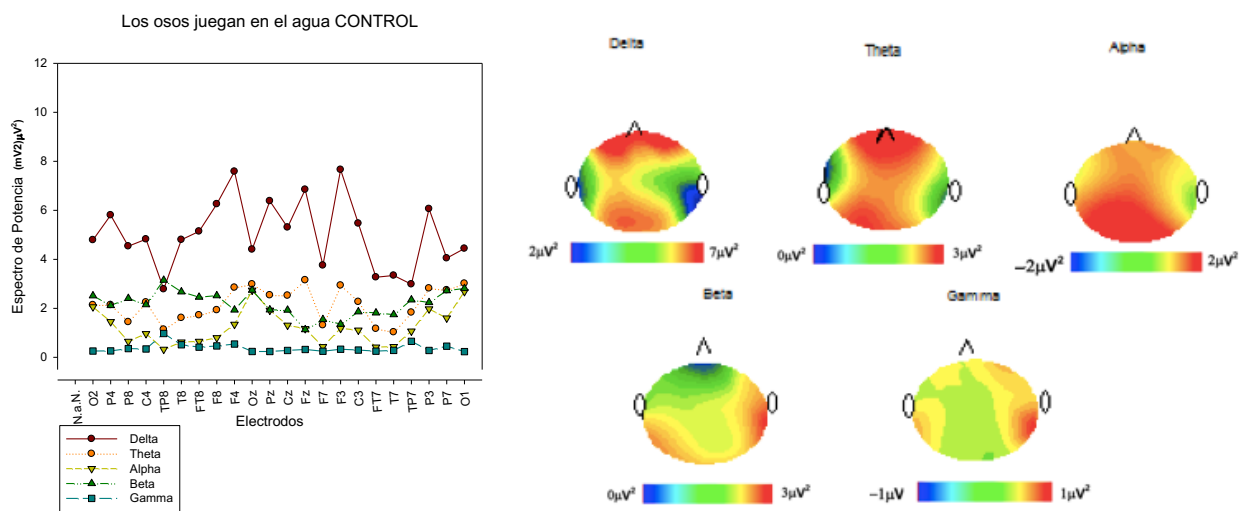 Los osos juegan en el agua CONTROL
Espectro de Potencia (mV2)µV²
12
10
8
6
4
2
0
N.a.N.
O2
P4
P8
C4
TP8
T8
FT8
F8
F4
OZ
Pz
Cz
Fz
F7
F3
C3
FT7
T7
TP7
P3
P7
O1
Electrodos
Delta
Theta
Alpha
Beta
Gamma
Delta
2µV² 7µV²
Theta
0µV² 3µV²
Alpha
−2µV² 2µV²
Beta
0µV² 3µV²
Gamma
−1µV 1µV²